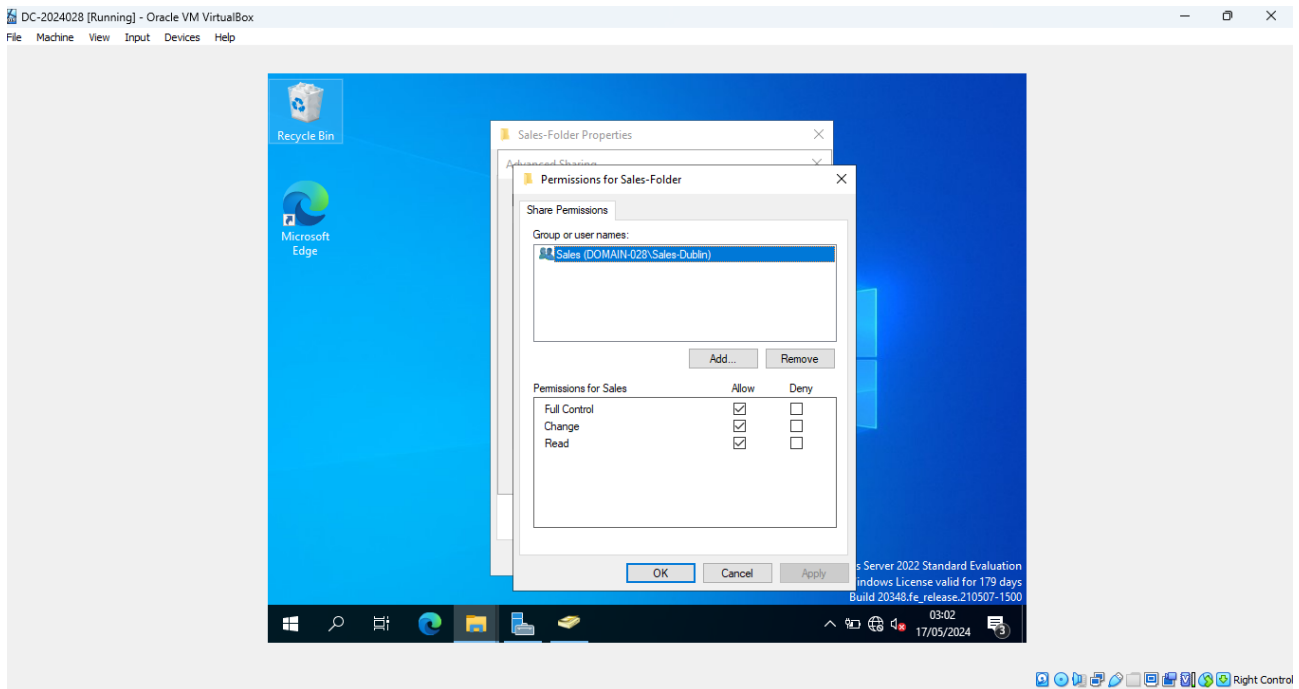 DC-2024028 [Running] - Oracle VM VirtualBox
File Machine View Input Devices Help
Recycle Bin
Microsoft
Edge
Sales-Folder Properties
Advanced Sharing
Permissions for Sales-Folder
Share Permissions
Group or user names:
Sales (DOMAIN-028\Sales-Dublin)
Add... Remove
Permissions for Sales Allow Deny
Full Control
Change
Read
OK Cancel Apply
s Server 2022 Standard Evaluation
indows License valid for 179 days
Build 20348.fe_release.210507-1500
03:02
17/05/2024
3
Right Control